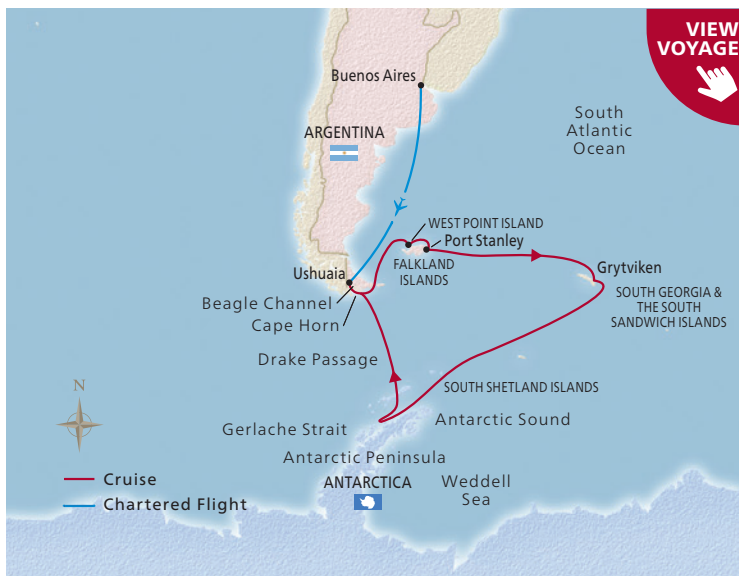 VIEW
VOYAGE
Buenos Aires
South
Atlantic
Ocean
ARGENTINA
WEST POINT ISLAND
Port Stanley
FALKLAND
ISLANDS
Ushuaia
Grytviken
Beagle Channel
SOUTH GEORGIA &
THE SOUTH
SANDWICH ISLANDS
Cape Horn
Drake Passage
SOUTH SHETLAND ISLANDS
N
Antarctic Sound
Gerlache Strait
Antarctic Peninsula
Weddell
Sea
ANTARCTICA
Cruise
Chartered Flight